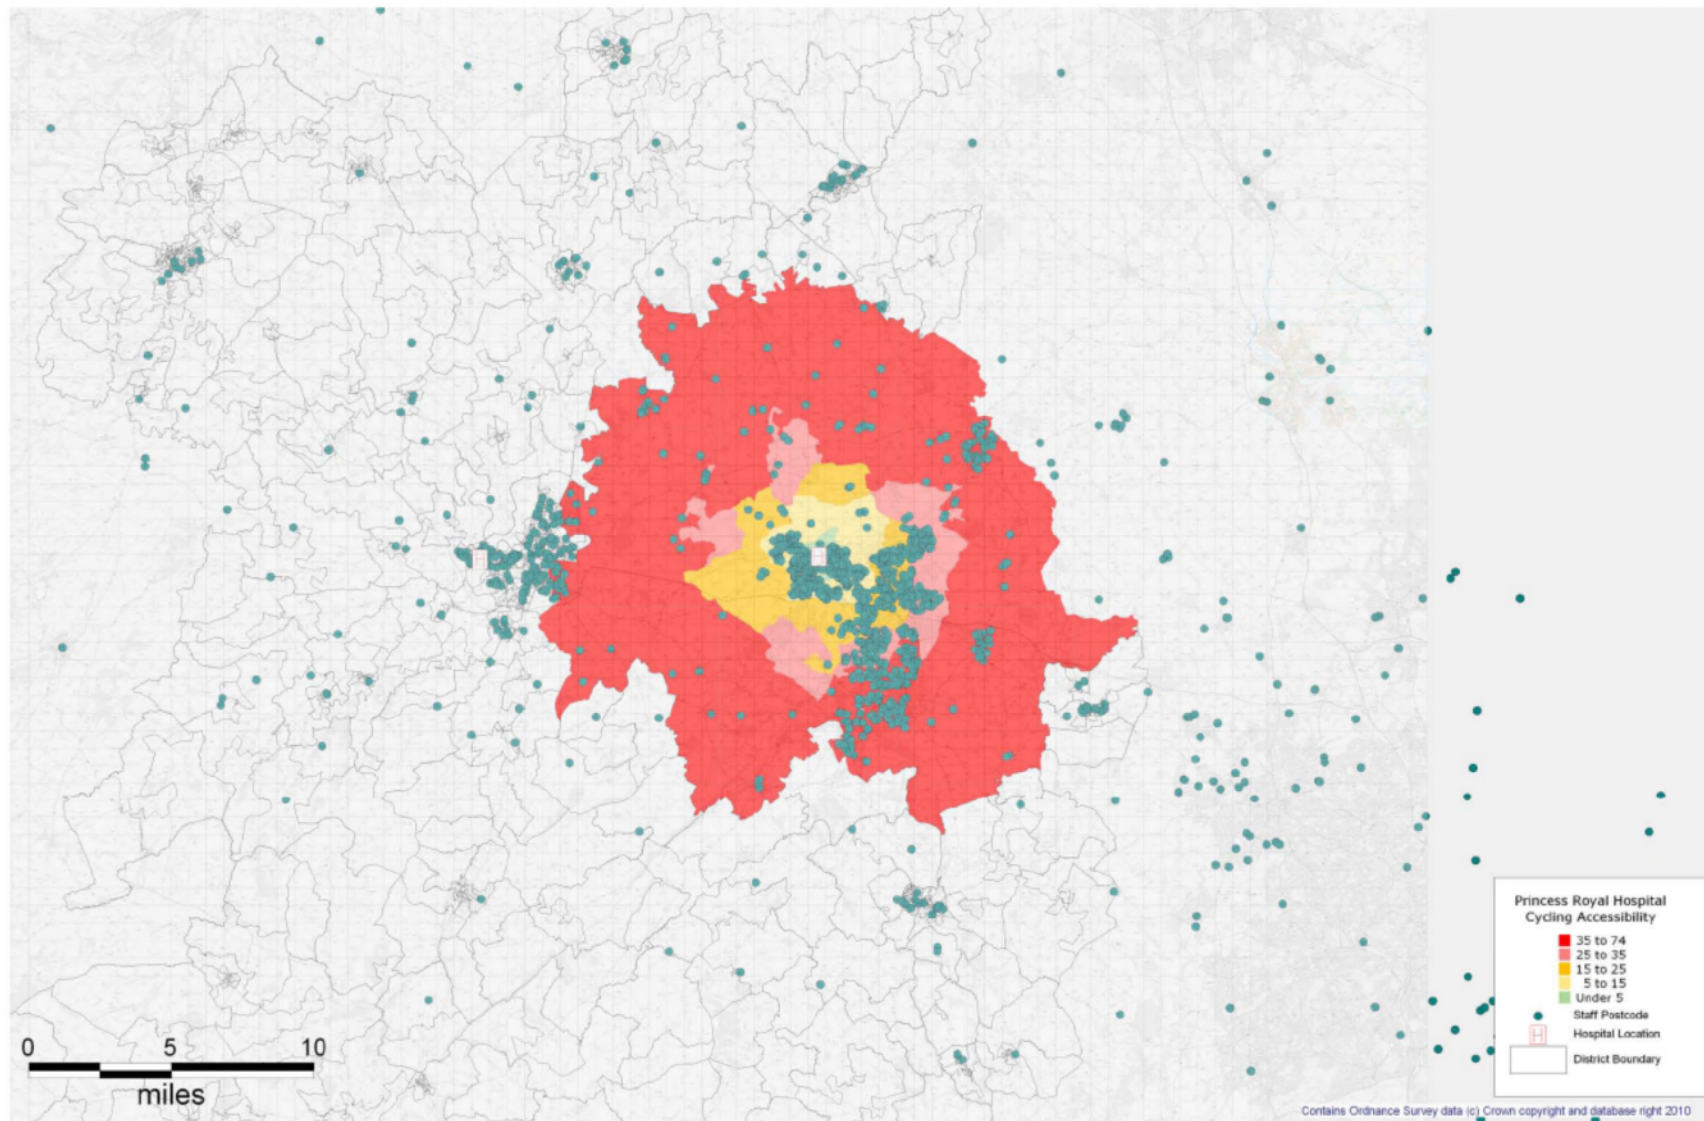 Princess Royal Hospital
Cycling Accessibility
35 to 74
25 to 35
15 to 25
5 to 15
Under 5
Staff Postcode
H
Hospital Location
District Boundary
0 5 10
miles
Contains Ordnance Survey data (c) Crown copyright and database right 2010